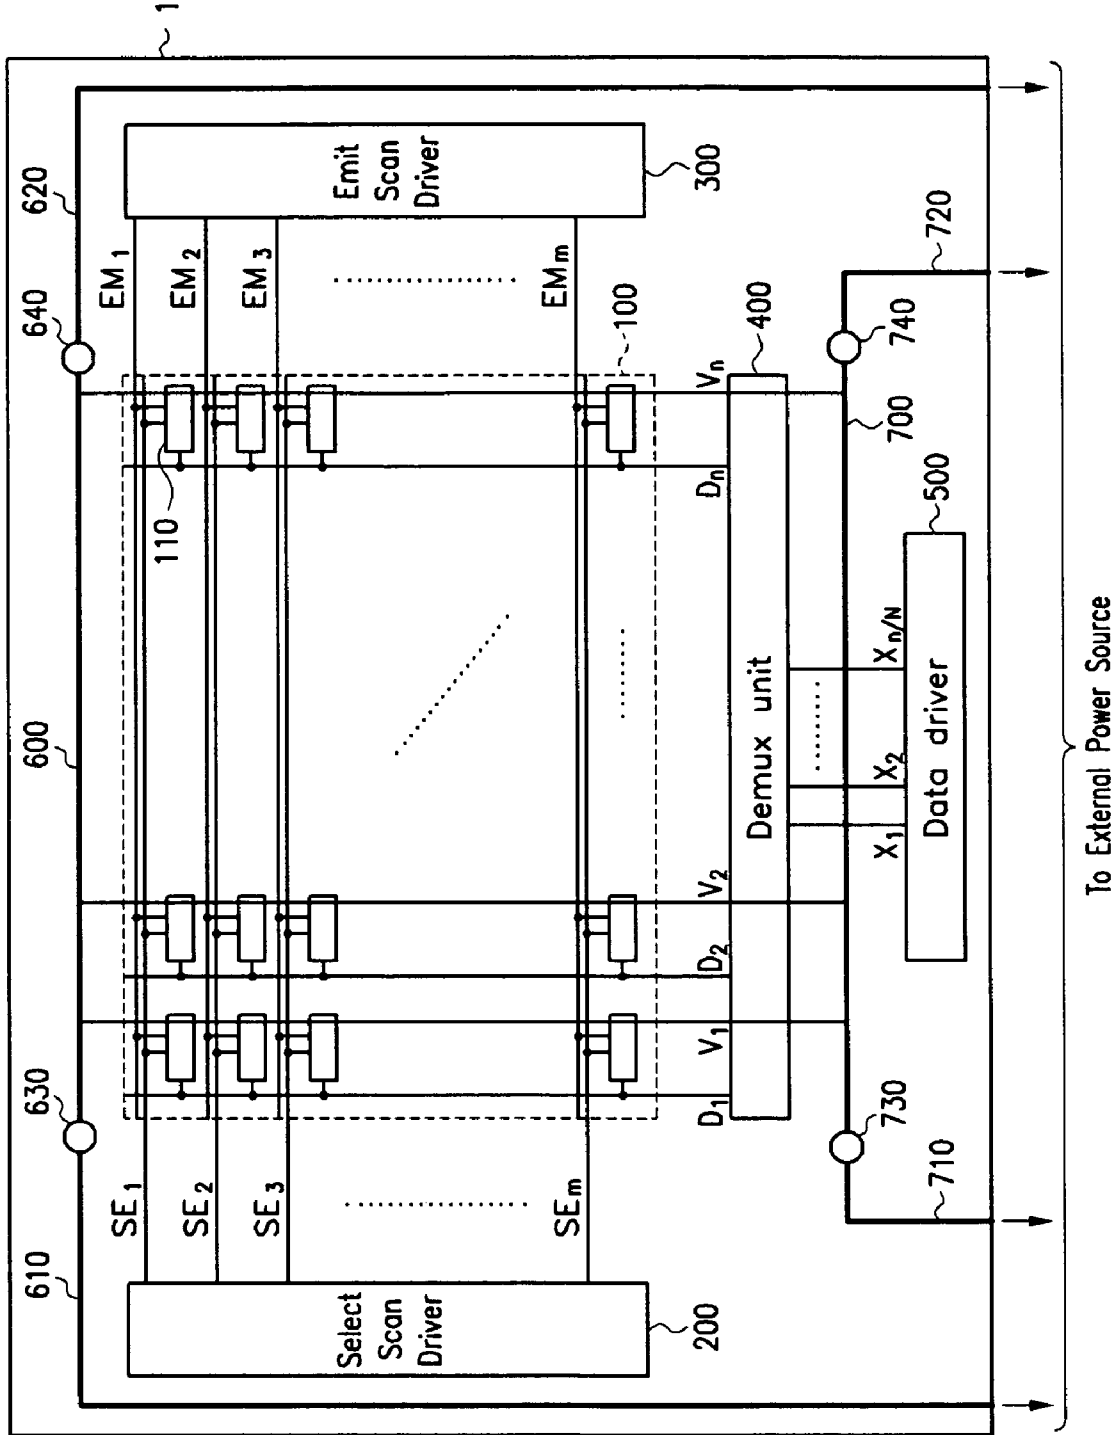 1
610
630
600
640
620
Select
Scan
Driver
200
SE1
SE2
SE3
SEm
EM1
EM2
EM3
EMm
Emit
Scan
Driver
300
110
100
D1
V1
D2
V2
Dn
Vn
Demux unit
400
X1
X2
Xn/N
Data driver
500
700
730
740
710
720
To External Power Source